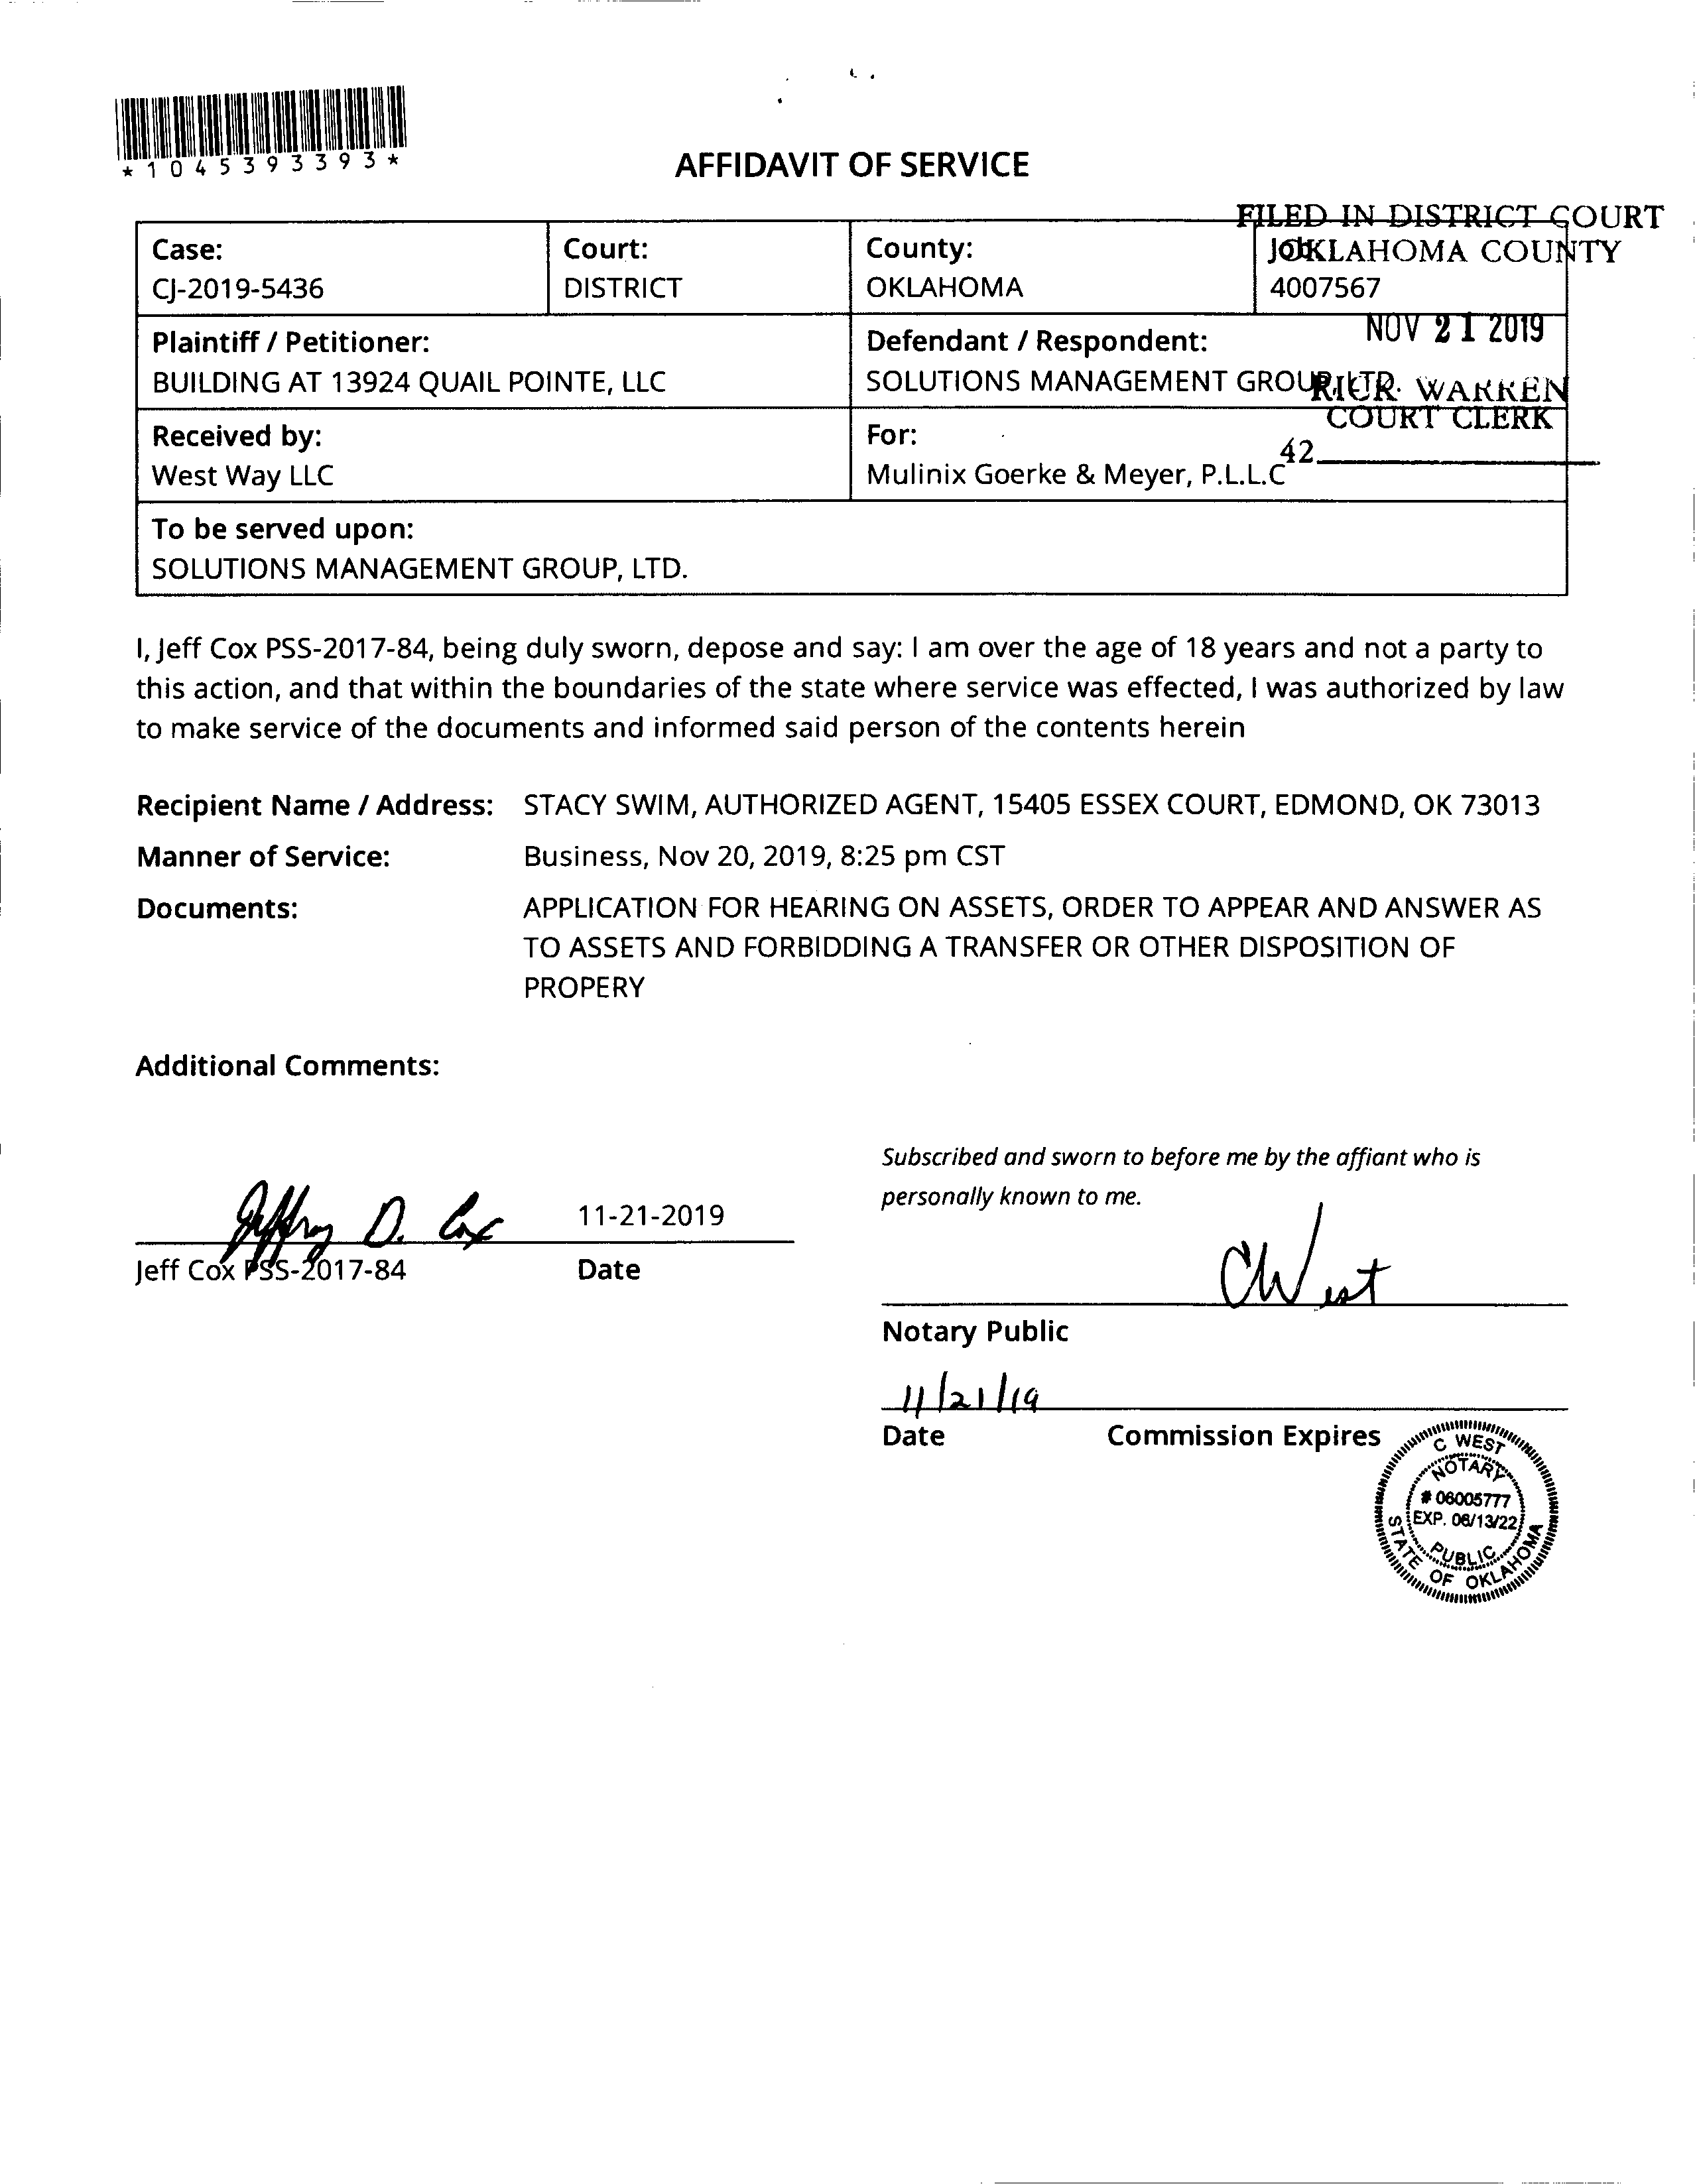 *1045393393*
AFFIDAVIT OF SERVICE
FILED IN DISTRICT COURT
OKLAHOMA COUNTY
NOV 21 2019
RICK WARREN
COURT CLERK
42
Case:
CJ-2019-5436
Court:
DISTRICT
County:
OKLAHOMA
Job:
4007567
Plaintiff / Petitioner:
BUILDING AT 13924 QUAIL POINTE, LLC
Defendant / Respondent:
SOLUTIONS MANAGEMENT GROUP, LTD.
Received by:
West Way LLC
For:
Mulinix Goerke & Meyer, P.L.L.C
To be served upon:
SOLUTIONS MANAGEMENT GROUP, LTD.
I, Jeff Cox PSS-2017-84, being duly sworn, depose and say: I am over the age of 18 years and not a party to
this action, and that within the boundaries of the state where service was effected, I was authorized by law
to make service of the documents and informed said person of the contents herein
Recipient Name / Address: STACY SWIM, AUTHORIZED AGENT, 15405 ESSEX COURT, EDMOND, OK 73013
Manner of Service: Business, Nov 20, 2019, 8:25 pm CST
Documents: APPLICATION FOR HEARING ON ASSETS, ORDER TO APPEAR AND ANSWER AS
TO ASSETS AND FORBIDDING A TRANSFER OR OTHER DISPOSITION OF
PROPERY
Additional Comments:
Jeffrey D. Cox 11-21-2019
Jeff Cox PSS-2017-84 Date
Subscribed and sworn to before me by the affiant who is
personally known to me.
CWest
Notary Public
11/21/19
Date Commission Expires
C WEST
NOTARY
# 06005777
EXP. 06/13/22
PUBLIC
STATE OF OKLAHOMA